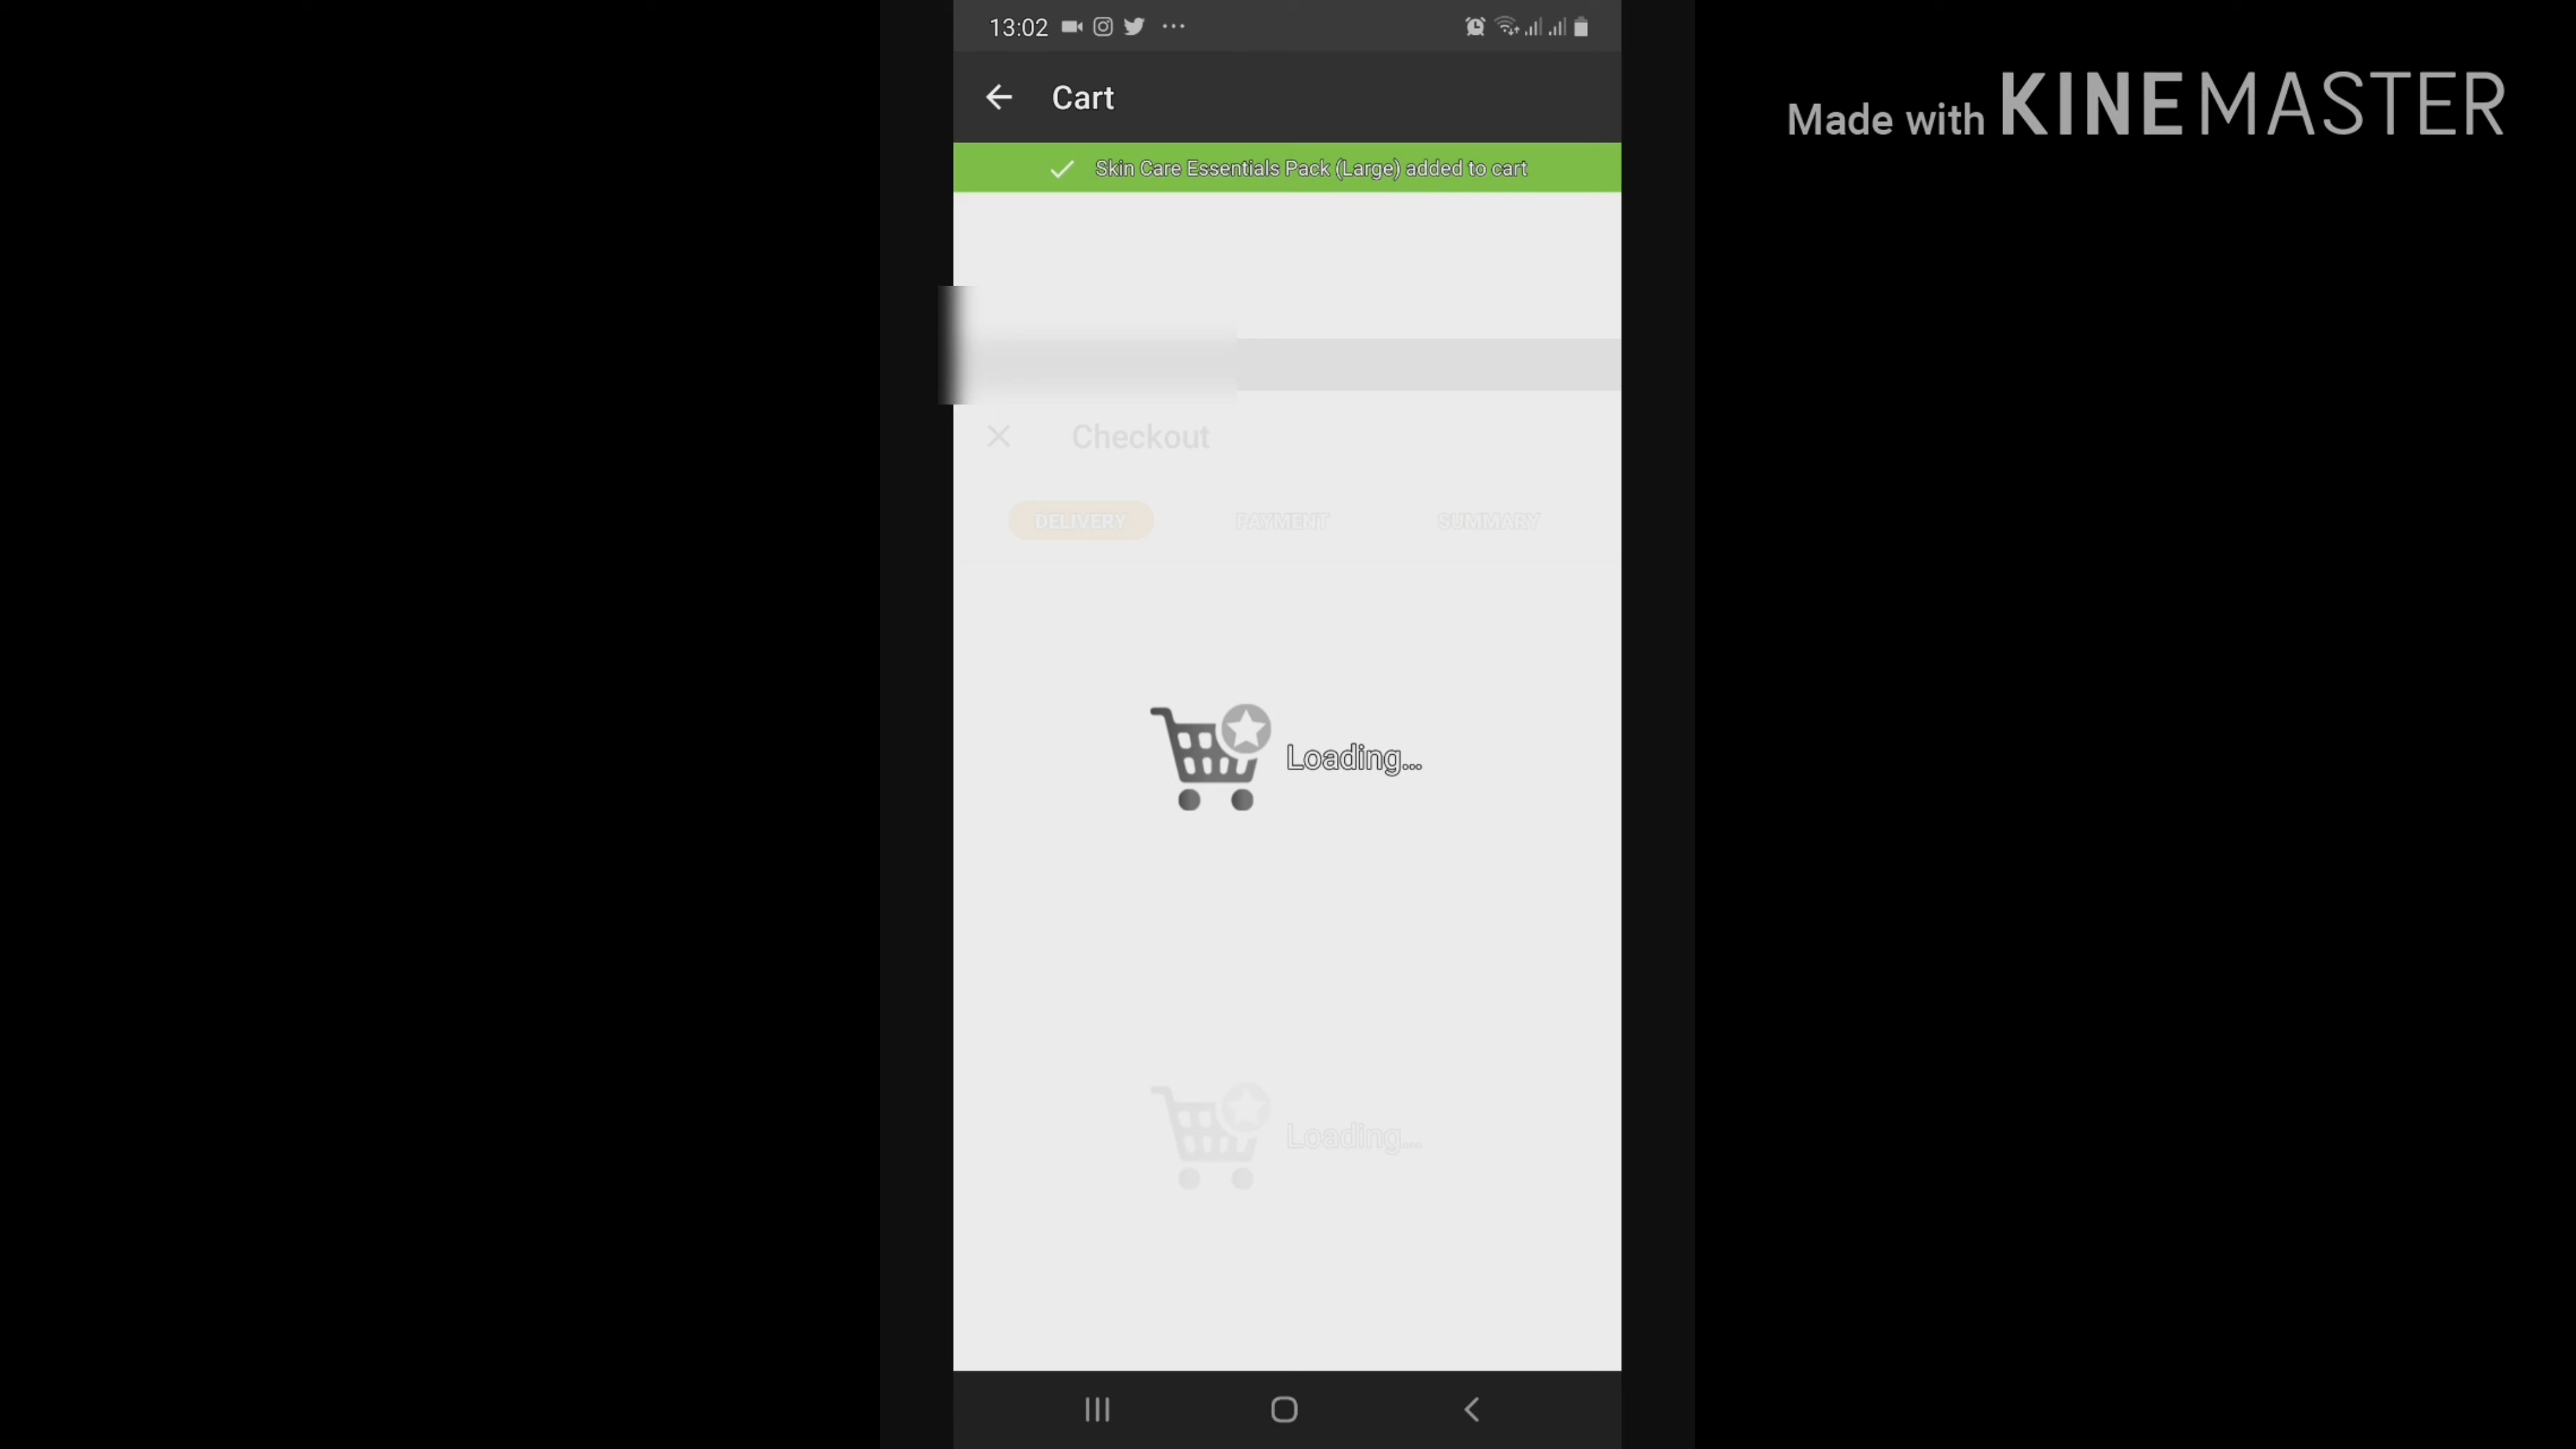 13:02
Made with KINEMASTER
Cart
Skin Care Essentials Pack (Large) added to cart
Checkout
DELIVERY PAYMENT SUMMARY
Loading...
Loading...